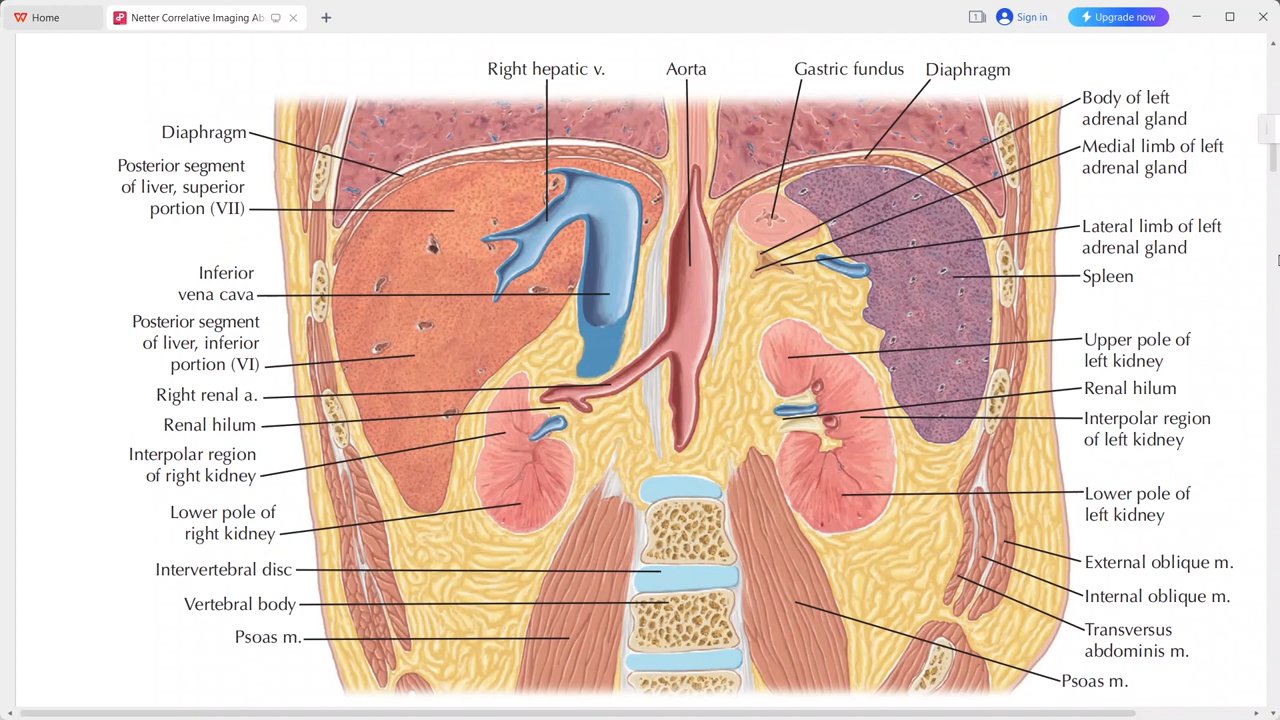 Home
Netter Correlative Imaging Ab
1
Sign in
Upgrade now
Right hepatic v.
Aorta
Gastric fundus
Diaphragm
Diaphragm
Posterior segment
of liver, superior
portion (VII)
Inferior
vena cava
Posterior segment
of liver, inferior
portion (VI)
Right renal a.
Renal hilum
Interpolar region
of right kidney
Lower pole of
right kidney
Intervertebral disc
Vertebral body
Psoas m.
Body of left
adrenal gland
Medial limb of left
adrenal gland
Lateral limb of left
adrenal gland
Spleen
Upper pole of
left kidney
Renal hilum
Interpolar region
of left kidney
Lower pole of
left kidney
External oblique m.
Internal oblique m.
Transversus
abdominis m.
Psoas m.